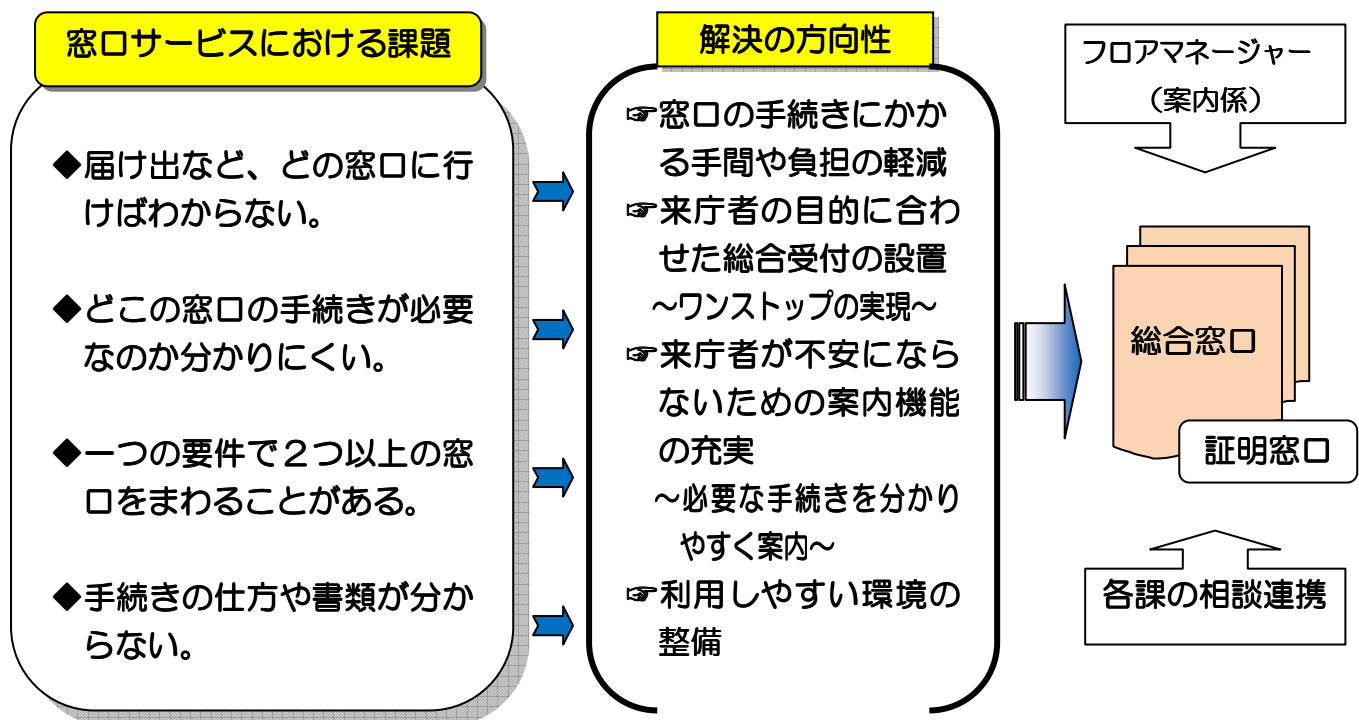 窓口サービスにおける課題
◆届け出など、どの窓口に行
けばわからない。
◆どこの窓口の手続きが必要
なのか分かりにくい。
◆一つの要件で２つ以上の窓
口をまわることがある。
◆手続きの仕方や書類が分か
らない。
解決の方向性
☞窓口の手続きにかか
る手間や負担の軽減
☞来庁者の目的に合わ
せた総合受付の設置
～ワンストップの実現～
☞来庁者が不安になら
ないための案内機能
の充実
～必要な手続きを分かり
やすく案内～
☞利用しやすい環境の
整備
フロアマネージャー
（案内係）
総合窓口
証明窓口
各課の相談連携